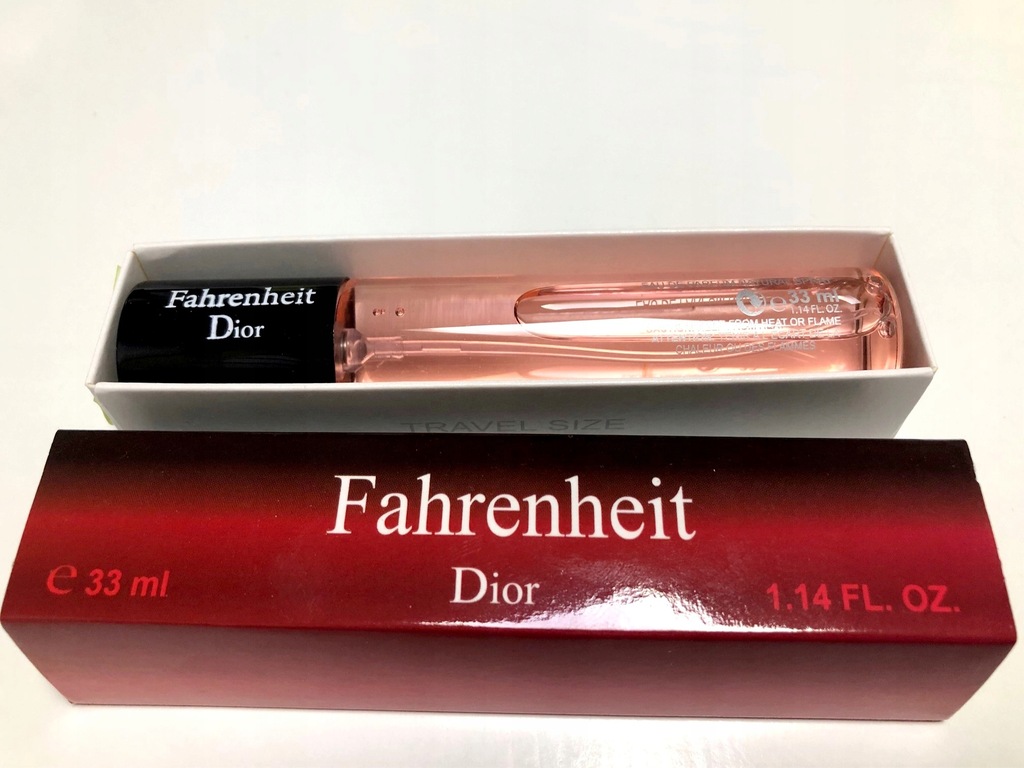 Fahrenheit
Dior
33 ml
1.14 FL. OZ.
FROM HEAT OR FLAME
TRAVEL SIZE
Fahrenheit
Dior
e 33 ml
1.14 FL. OZ.